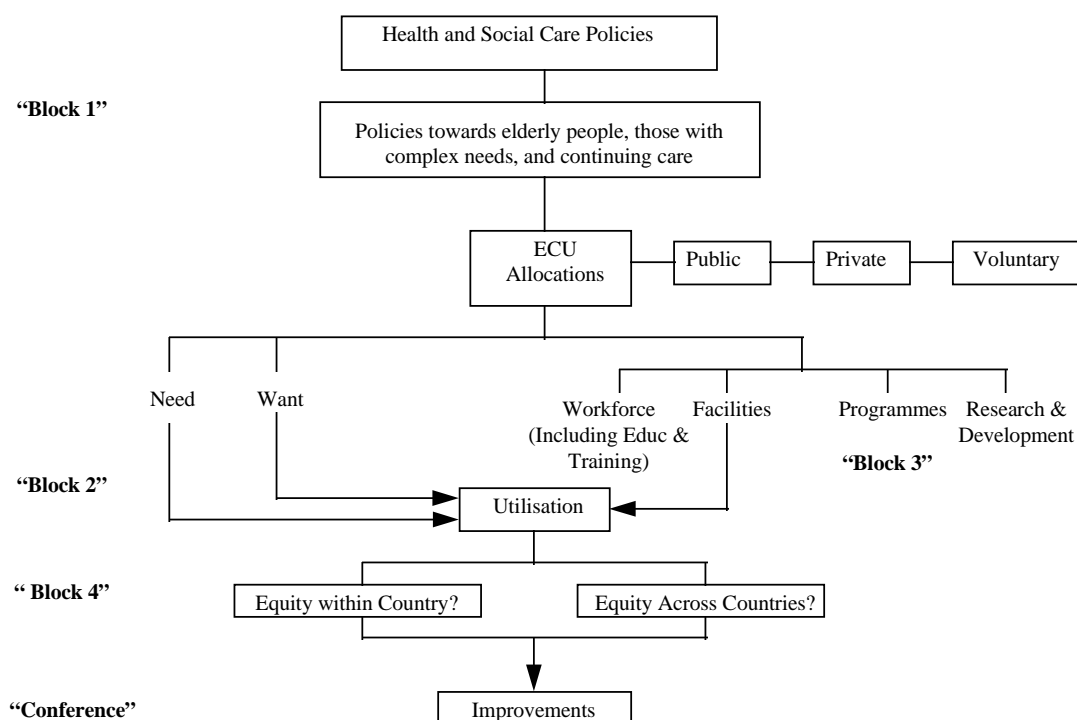 Health and Social Care Policies
“Block 1”
Policies towards elderly people, those with
complex needs, and continuing care
ECU
Allocations
Public
Private
Voluntary
Need
Want
Workforce
(Including Educ &
Training)
Facilities
Programmes
Research &
Development
“Block 3”
“Block 2”
Utilisation
“ Block 4”
Equity within Country?
Equity Across Countries?
“Conference”
Improvements